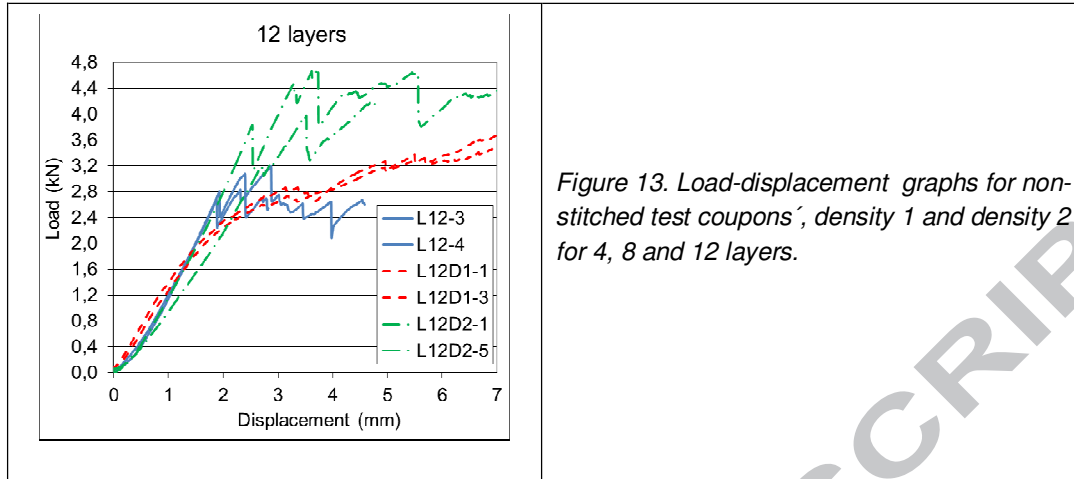 12 layers
4,8
4,4
4,0
3,6
3,2
2,8
2,4
2,0
1,6
1,2
0,8
0,4
0,0
Load (kN)
L12-3
L12-4
L12D1-1
L12D1-3
L12D2-1
L12D2-5
0 1 2 3 4 5 6 7
Displacement (mm)
Figure 13. Load-displacement graphs for non-
stitched test coupons´, density 1 and density 2
for 4, 8 and 12 layers.
SCRIP